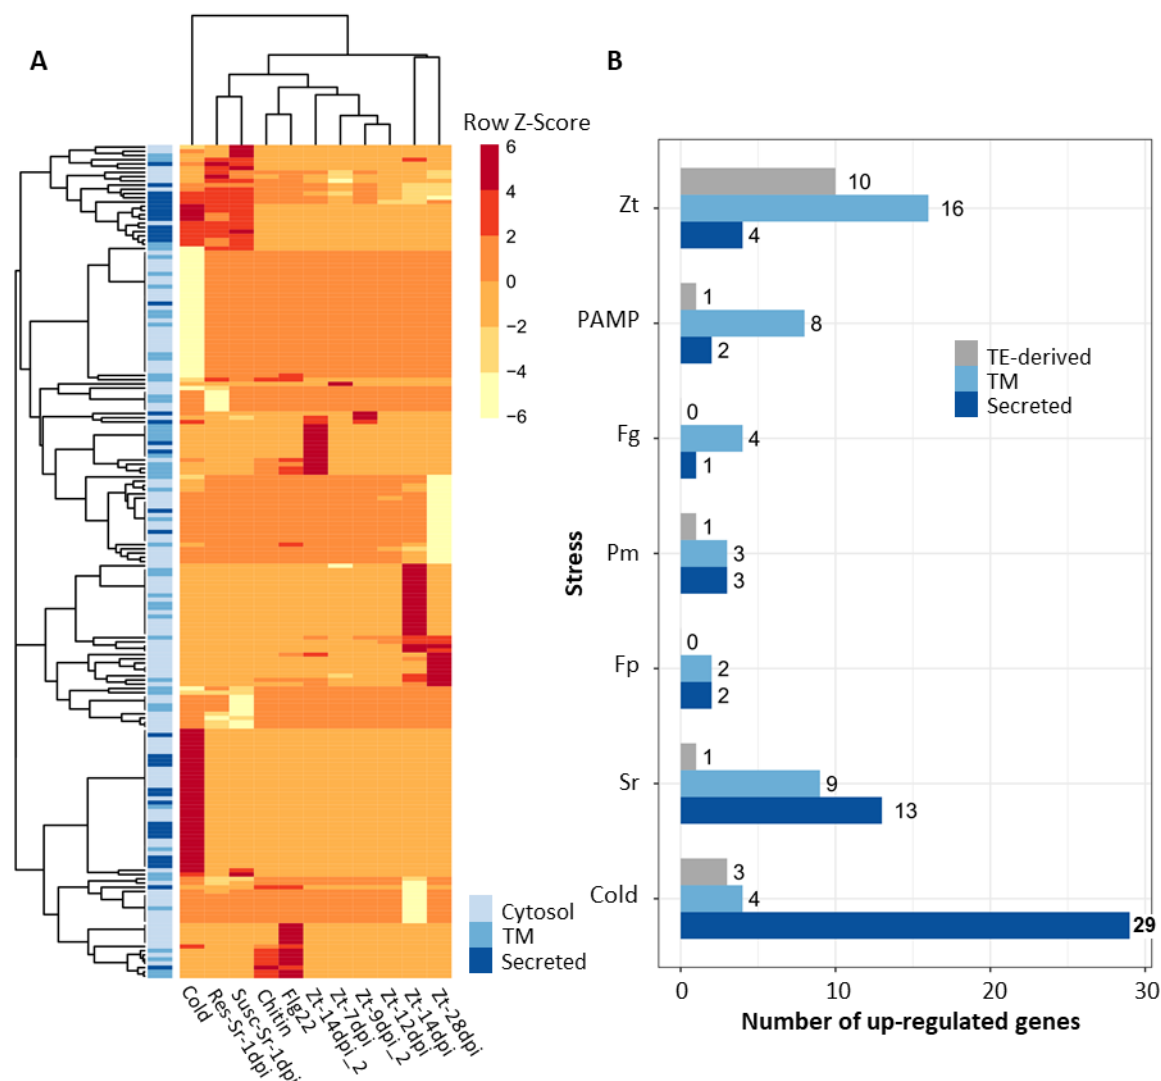 A
B
Row Z-Score
6
4
2
0
−2
−4
−6
Cytosol
TM
Secreted
Cold
Res-Sr-1dpi
Susc-Sr-1dpi
Chitin
Flg22
Zt-14dpi_2
Zt-7dpi
Zt-9dpi_2
Zt-12dpi
Zt-14dpi
Zt-28dpi
Stress
Zt
10
16
4
PAMP
1
8
2
TE-derived
TM
Secreted
Fg
0
4
1
Pm
1
3
3
Fp
0
2
2
Sr
1
9
13
Cold
3
4
29
0
10
20
30
Number of up-regulated genes